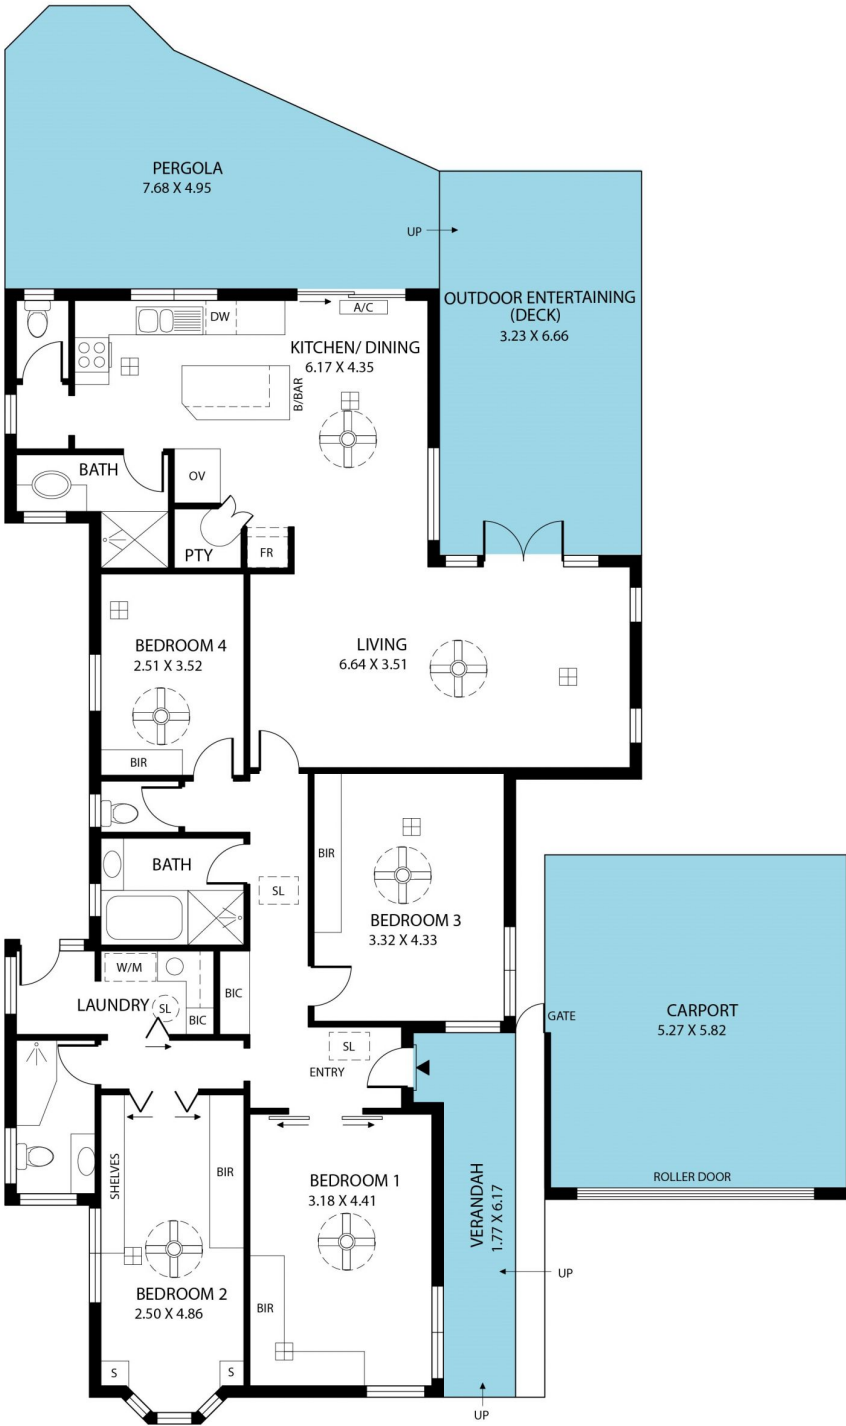 PERGOLA
7.68 X 4.95
UP
OUTDOOR ENTERTAINING
(DECK)
3.23 X 6.66
A/C
DW
KITCHEN/ DINING
6.17 X 4.35
B/BAR
BATH
OV
PTY
FR
BEDROOM 4
2.51 X 3.52
LIVING
6.64 X 3.51
BIR
BATH
SL
BIR
BEDROOM 3
3.32 X 4.33
W/M
LAUNDRY
SL
BIC
BIC
GATE
CARPORT
5.27 X 5.82
SL
ENTRY
SHELVES
BIR
BEDROOM 1
3.18 X 4.41
VERANDAH
1.77 X 6.17
ROLLER DOOR
UP
BEDROOM 2
2.50 X 4.86
BIR
S
S
UP